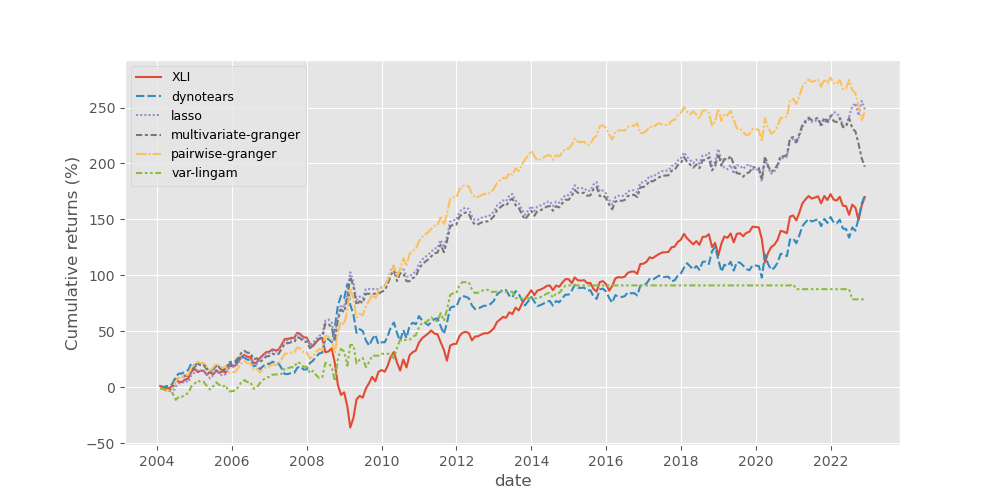 XLI
dynotears
lasso
multivariate-granger
pairwise-granger
var-lingam
Cumulative returns (%)
250
200
150
100
50
0
−50
2004 2006 2008 2010 2012 2014 2016 2018 2020 2022
date